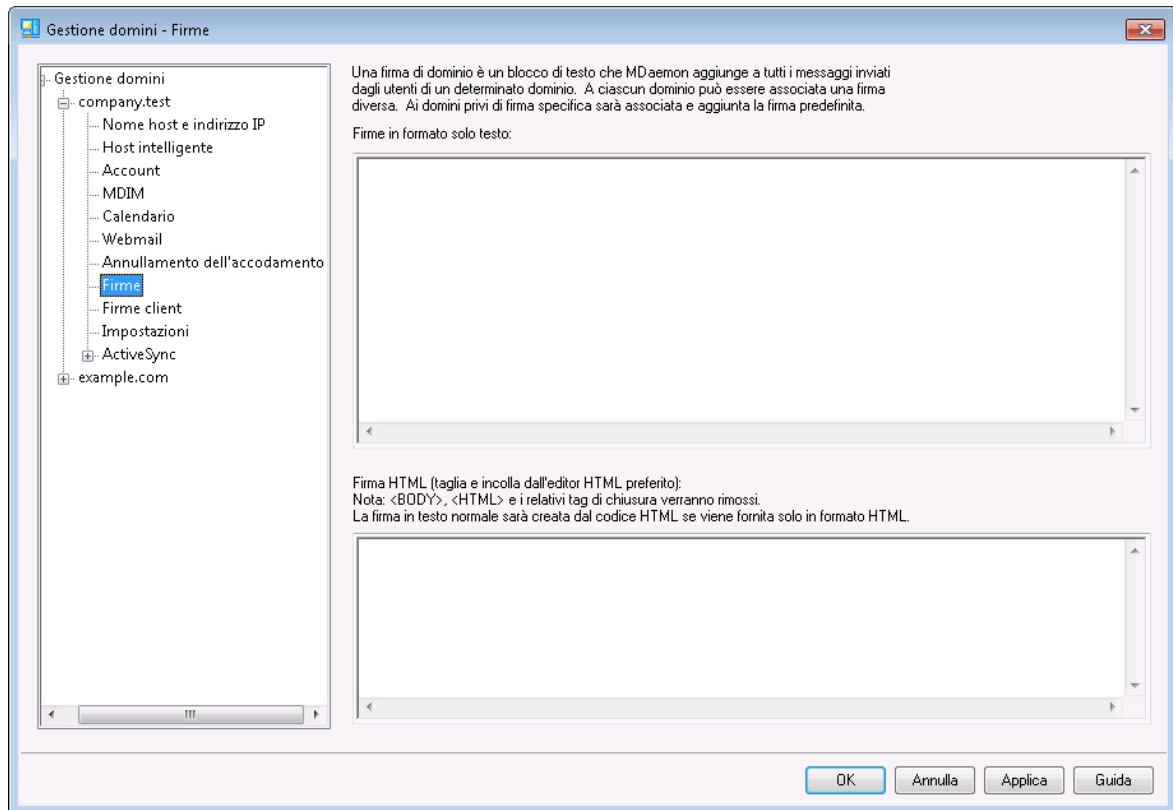 Gestione domini - Firme
Gestione domini
company.test
Nome host e indirizzo IP
Host intelligente
Account
MDIM
Calendario
Webmail
Annullamento dell'accodamento
Firme
Firme client
Impostazioni
ActiveSync
example.com
Una firma di dominio è un blocco di testo che MDaemon aggiunge a tutti i messaggi inviati
dagli utenti di un determinato dominio. A ciascun dominio può essere associata una firma
diversa. Ai domini privi di firma specifica sarà associata e aggiunta la firma predefinita.
Firme in formato solo testo:
Firma HTML (taglia e incolla dall'editor HTML preferito):
Nota: <BODY>, <HTML> e i relativi tag di chiusura verranno rimossi.
La firma in testo normale sarà creata dal codice HTML se viene fornita solo in formato HTML.
OK
Annulla
Applica
Guida